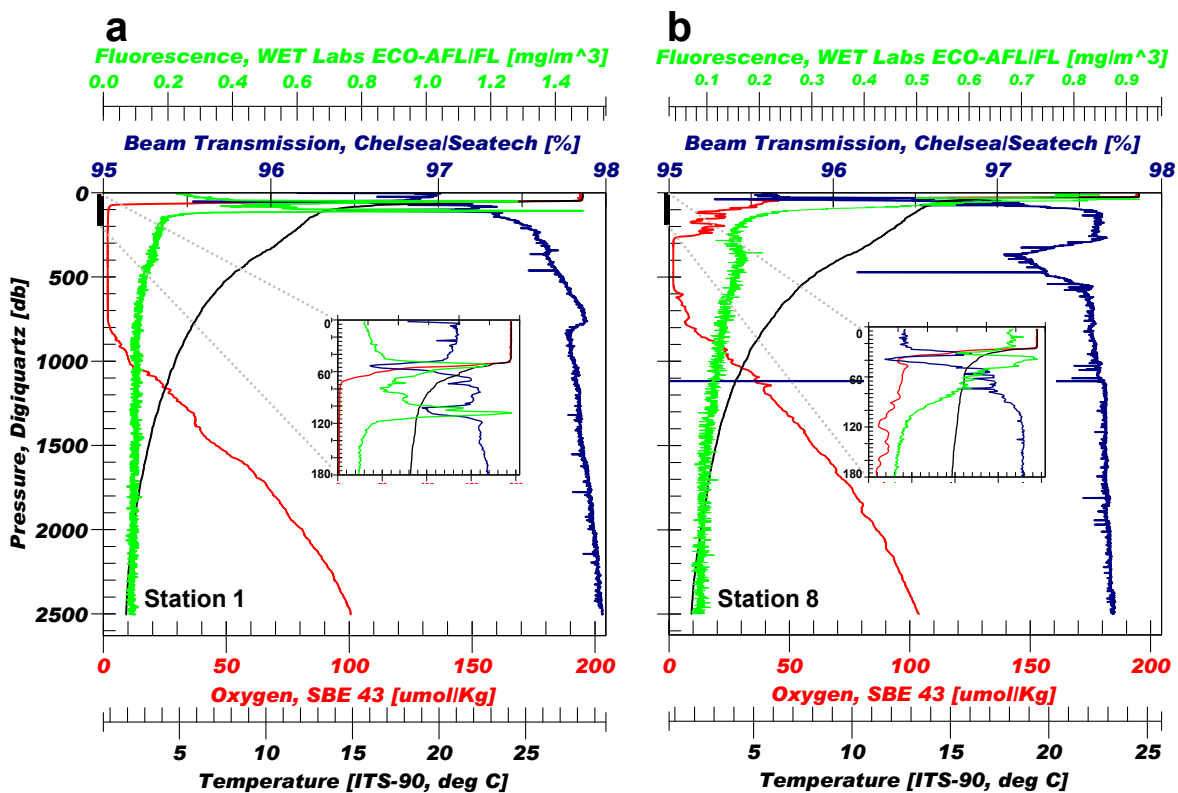 a
Fluorescence, WET Labs ECO-AFL/FL [mg/m^3]
0.0 0.2 0.4 0.6 0.8 1.0 1.2 1.4
Beam Transmission, Chelsea/Seatech [%]
95 96 97 98
Pressure, Digiquartz [db]
0
500
1000
1500
2000
2500
0
60
120
180
Station 1
0 50 100 150 200
Oxygen, SBE 43 [umol/Kg]
5 10 15 20 25
Temperature [ITS-90, deg C]
b
Fluorescence, WET Labs ECO-AFL/FL [mg/m^3]
0.1 0.2 0.3 0.4 0.5 0.6 0.7 0.8 0.9
Beam Transmission, Chelsea/Seatech [%]
95 96 97 98
0
60
120
180
Station 8
0 50 100 150 200
Oxygen, SBE 43 [umol/Kg]
5 10 15 20 25
Temperature [ITS-90, deg C]